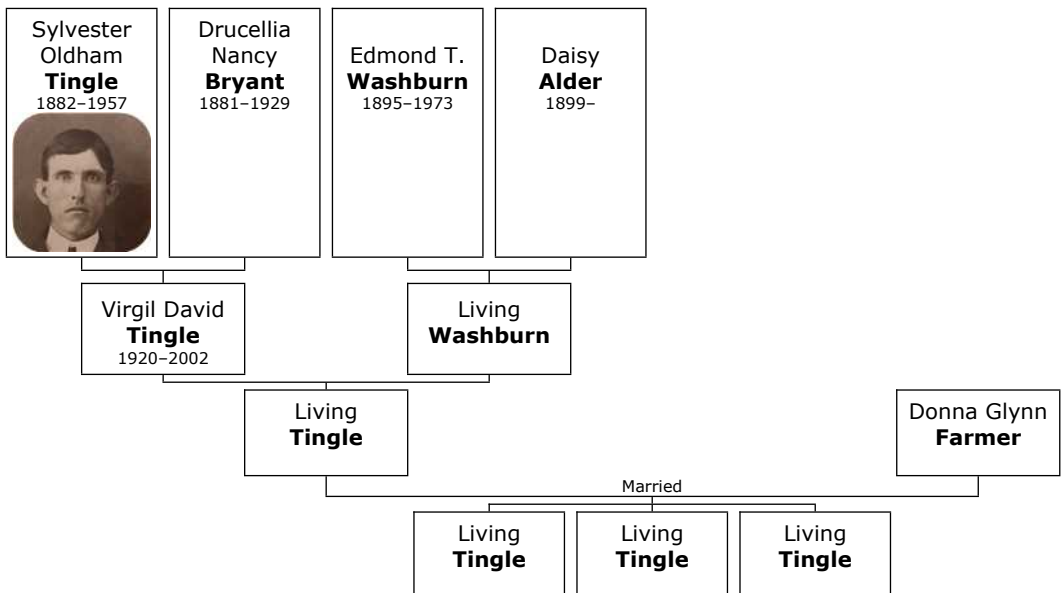 Sylvester
Oldham
Tingle
1882–1957
Drucellia
Nancy
Bryant
1881–1929
Edmond T.
Washburn
1895–1973
Daisy
Alder
1899–
Virgil David
Tingle
1920–2002
Living
Washburn
Living
Tingle
Donna Glynn
Farmer
Married
Living
Tingle
Living
Tingle
Living
Tingle